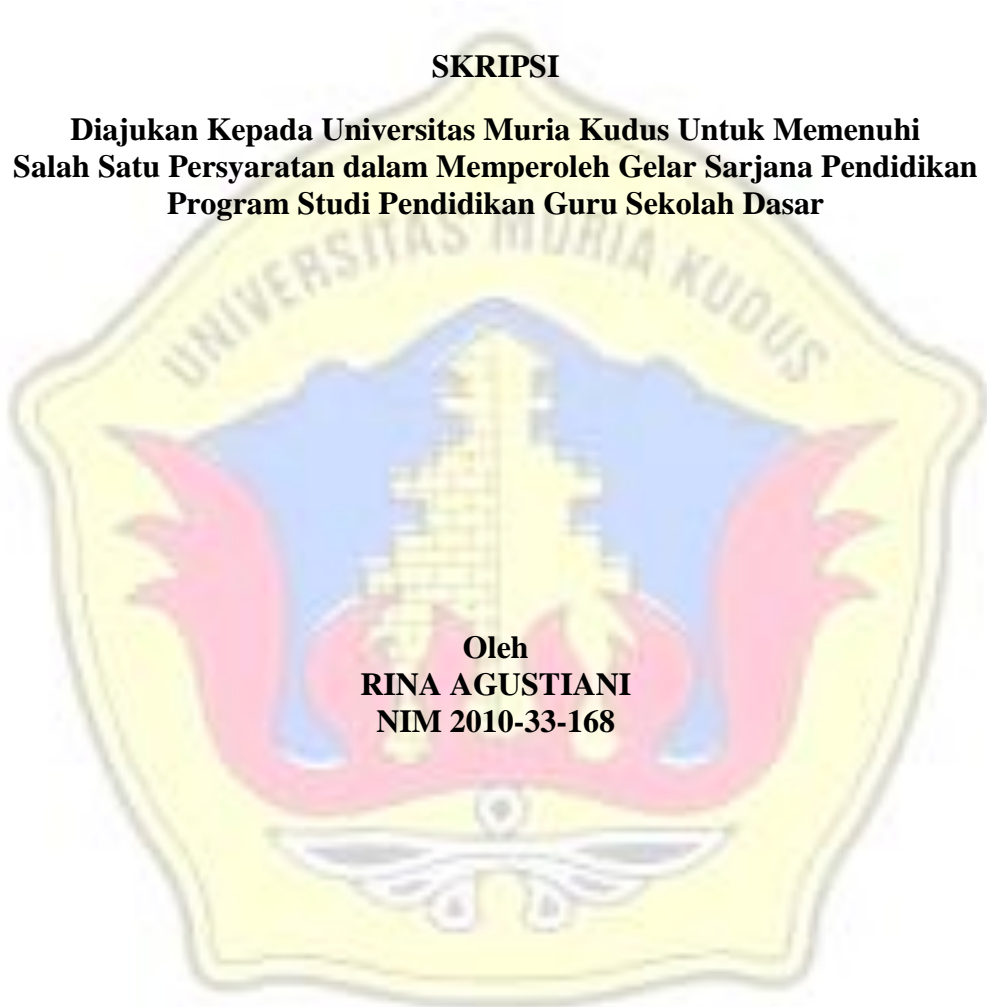 SKRIPSI
Diajukan Kepada Universitas Muria Kudus Untuk Memenuhi
Salah Satu Persyaratan dalam Memperoleh Gelar Sarjana Pendidikan
Program Studi Pendidikan Guru Sekolah Dasar
UNIVERSITAS MURIA KUDUS
Oleh
RINA AGUSTIANI
NIM 2010-33-168